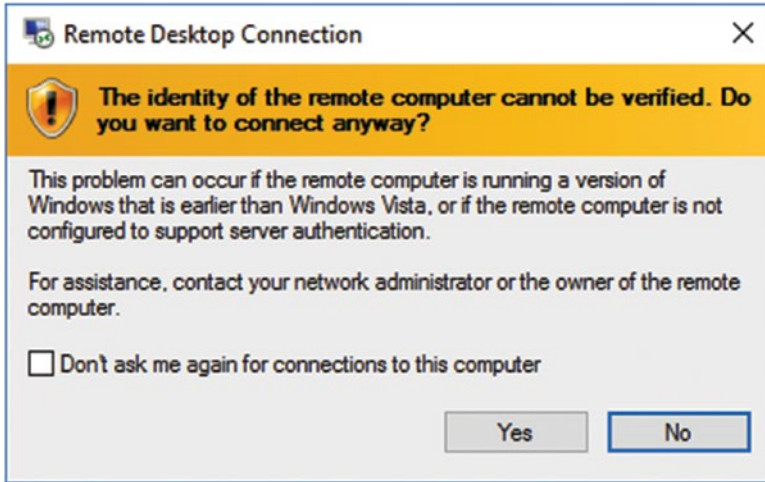 Remote Desktop Connection
The identity of the remote computer cannot be verified. Do
you want to connect anyway?
This problem can occur if the remote computer is running a version of
Windows that is earlier than Windows Vista, or if the remote computer is not
configured to support server authentication.
For assistance, contact your network administrator or the owner of the remote
computer.
Don't ask me again for connections to this computer
Yes No